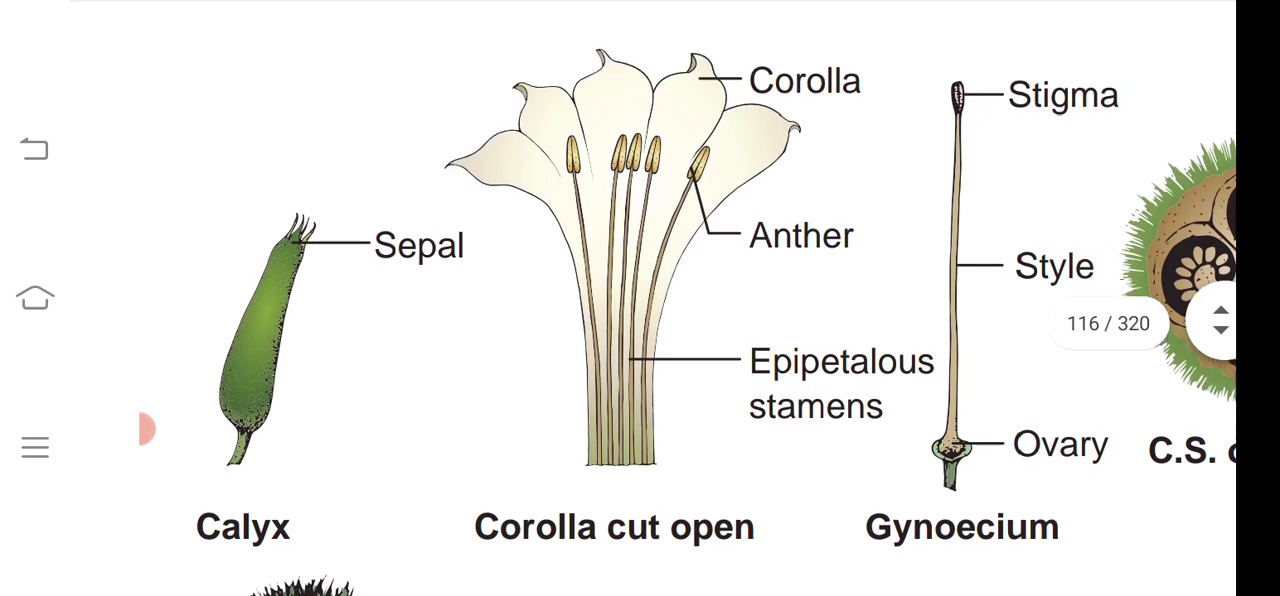 Corolla
Stigma
Anther
Sepal
Style
116 / 320
Epipetalous
stamens
Ovary
C.S.
Calyx
Corolla cut open
Gynoecium